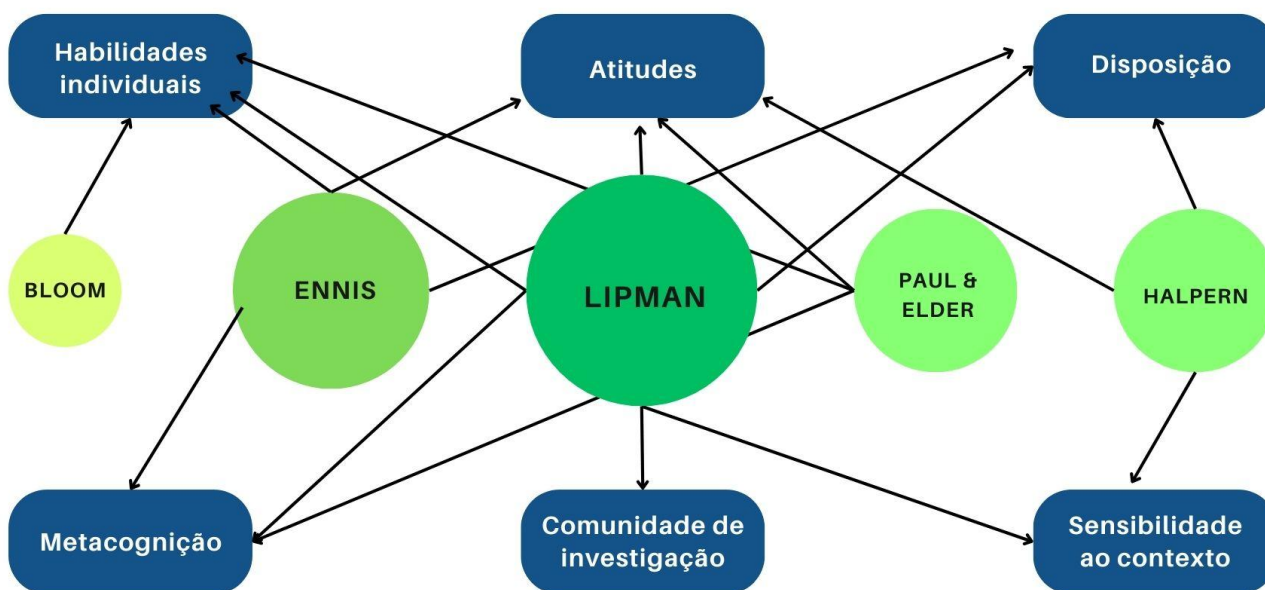 Habilidades
individuais
Atitudes
Disposição
BLOOM
ENNIS
LIPMAN
PAUL &
ELDER
HALPERN
Metacognição
Comunidade de
investigação
Sensibilidade
ao contexto